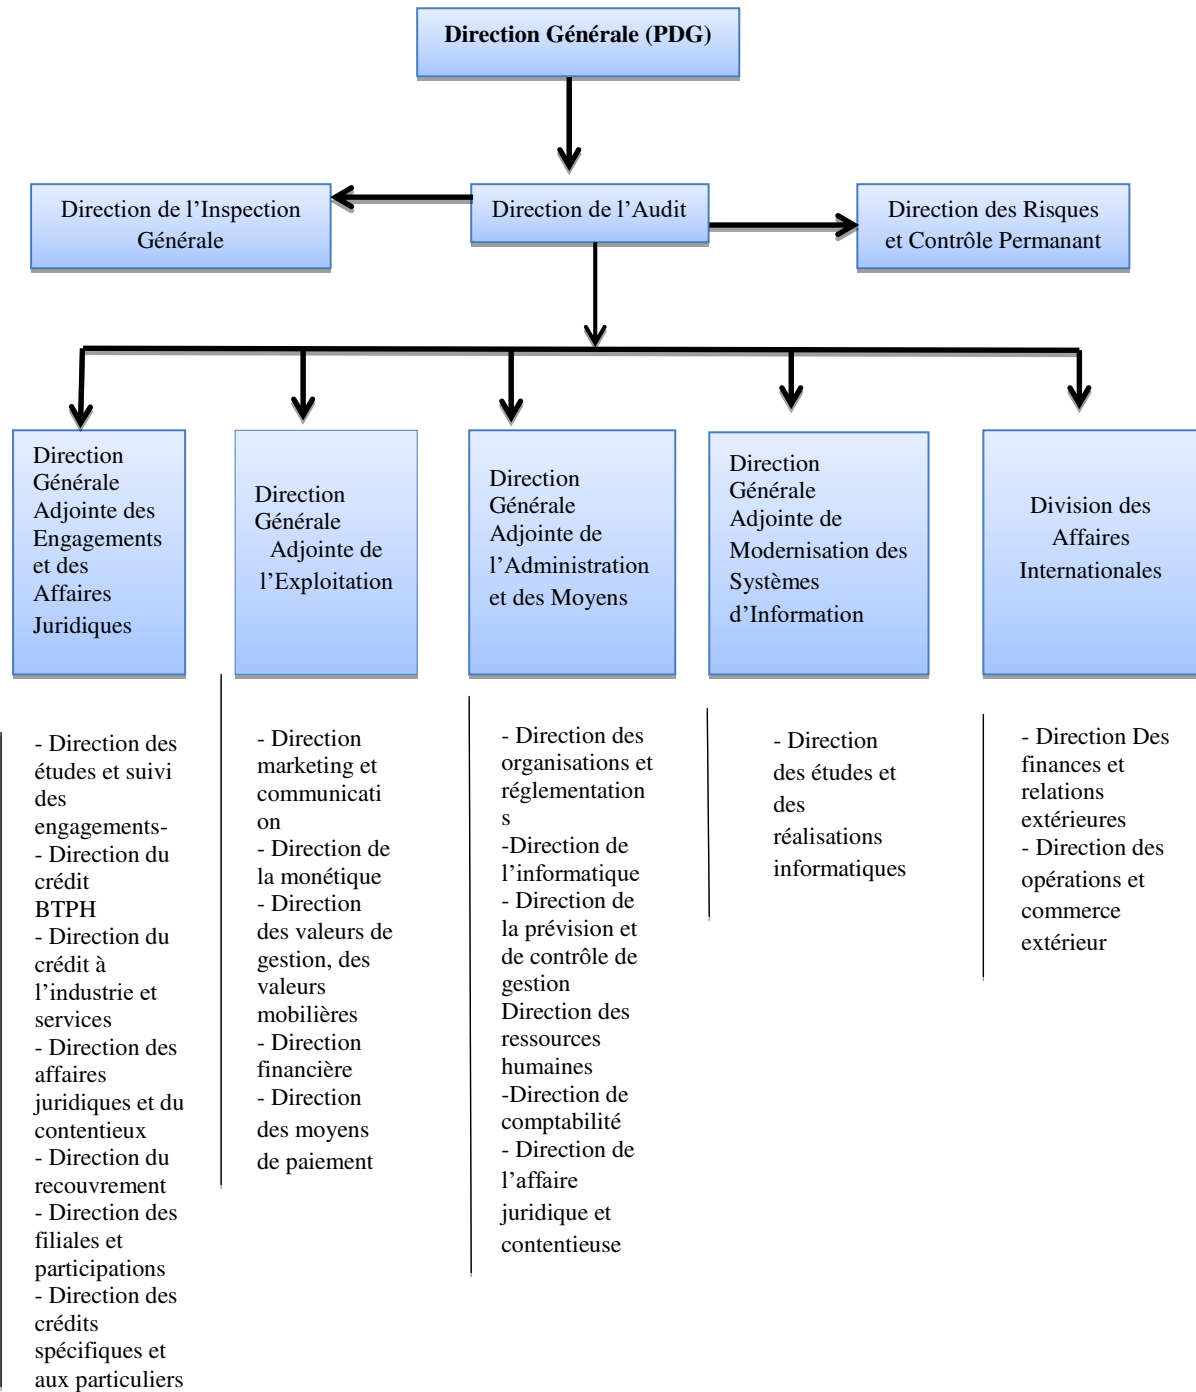 Direction Générale (PDG)
Direction de l’Inspection
Générale
Direction de l’Audit
Direction des Risques
et Contrôle Permanant
Direction
Générale
Adjointe des
Engagements
et des
Affaires
Juridiques
Direction
Générale
Adjointe de
l’Exploitation
Direction
Générale
Adjointe de
l’Administration
et des Moyens
Direction
Générale
Adjointe de
Modernisation des
Systèmes
d’Information
Division des
Affaires
Internationales
- Direction des
études et suivi
des
engagements-
- Direction du
crédit
BTPH
- Direction du
crédit à
l’industrie et
services
- Direction des
affaires
juridiques et du
contentieux
- Direction du
recouvrement
- Direction des
filiales et
participations
- Direction des
crédits
spécifiques et
aux particuliers
- Direction
marketing et
communicati
on
- Direction de
la monétique
- Direction
des valeurs de
gestion, des
valeurs
mobilières
- Direction
financière
- Direction
des moyens
de paiement
- Direction des
organisations et
réglementation
s
-Direction de
l’informatique
- Direction de
la prévision et
de contrôle de
gestion
Direction des
ressources
humaines
-Direction de
comptabilité
- Direction de
l’affaire
juridique et
contentieuse
- Direction
des études et
des
réalisations
informatiques
- Direction Des
finances et
relations
extérieures
- Direction des
opérations et
commerce
extérieur